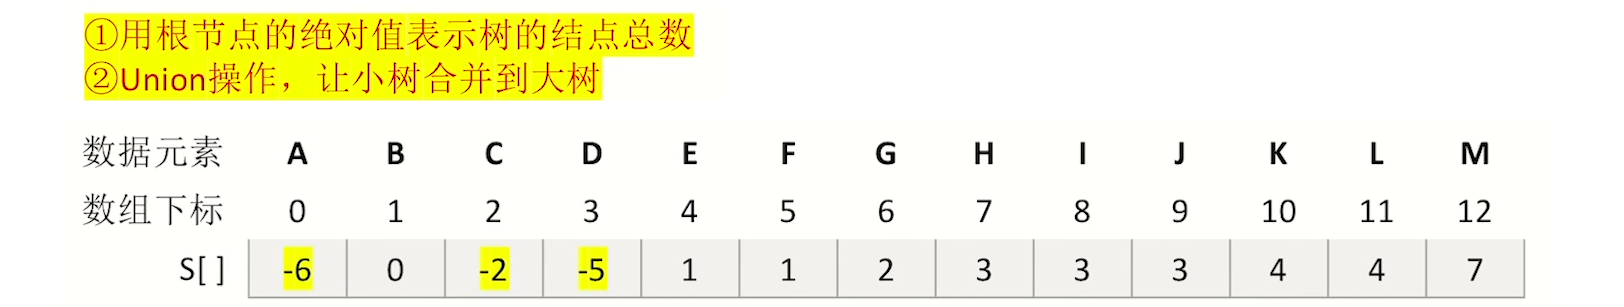 ①用根节点的绝对值表示树的结点总数
②Union操作，让小树合并到大树
数据元素 A B C D E F G H I J K L M
数组下标 0 1 2 3 4 5 6 7 8 9 10 11 12
S[ ] -6 0 -2 -5 1 1 2 3 3 3 4 4 7